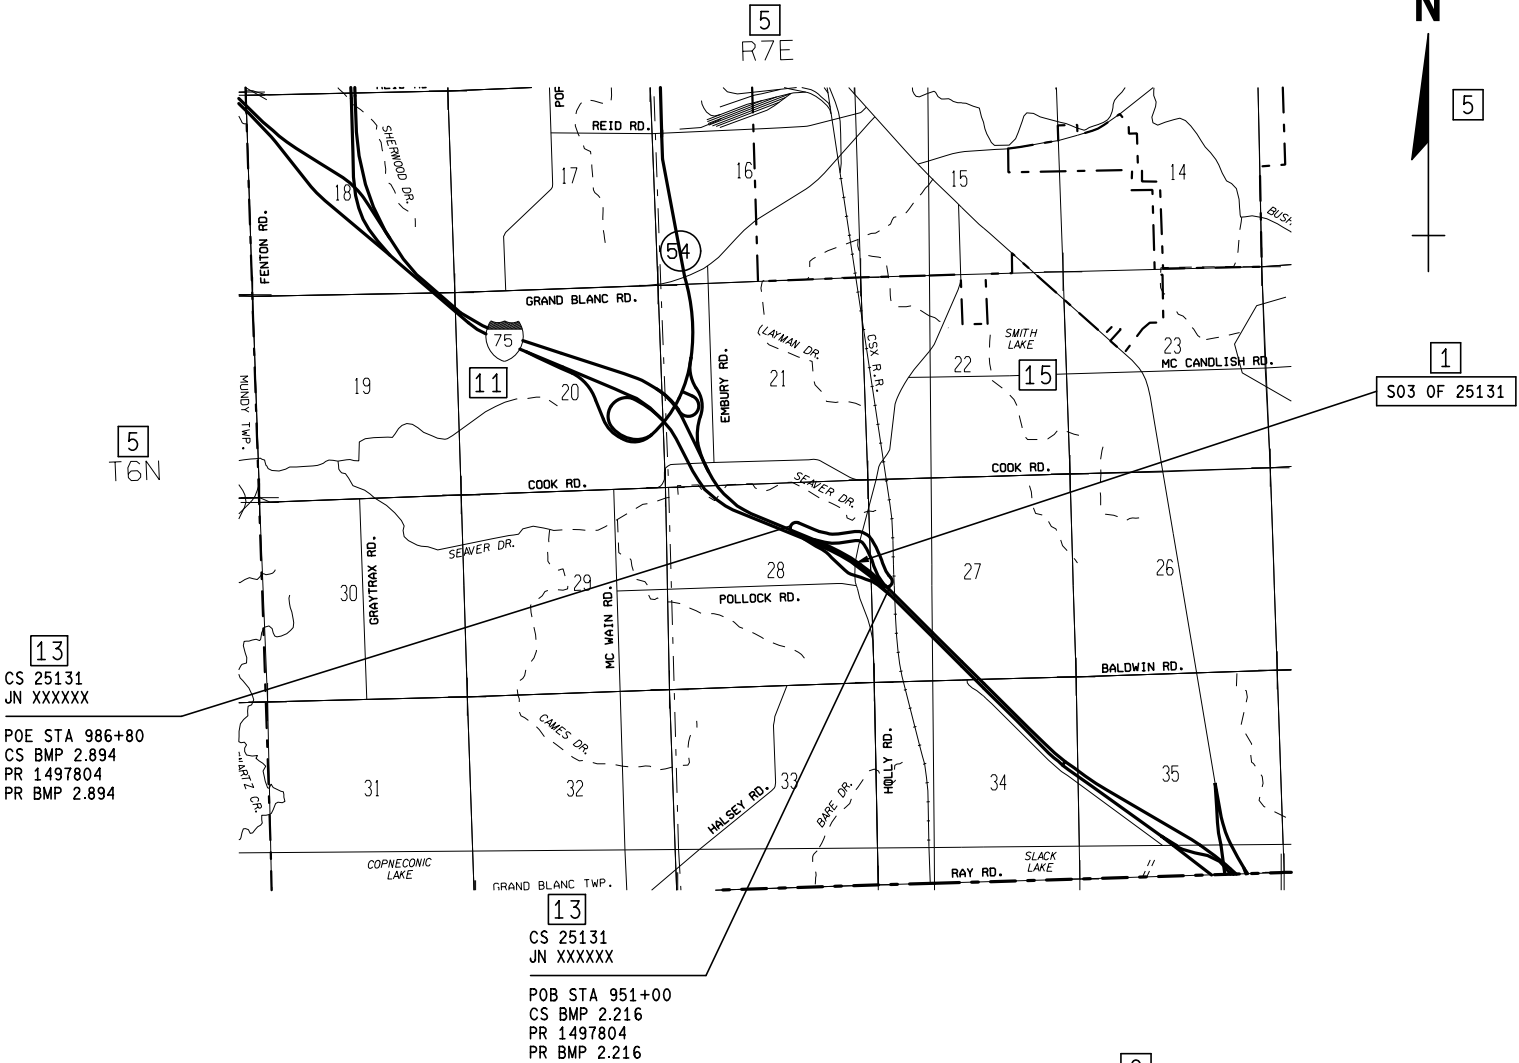 N
5
R7E
5
REID RD.
SHERWOOD DR.
18
17
16
15
14
FENTON RD.
54
GRAND BLANC RD.
75
(LAYMAN DR.
CSX R.R.
SMITH
LAKE
23
MC CANDLISH RD.
1
S03 OF 25131
MUNDY TWP.
19
11
20
EMBURY RD.
21
22
15
5
T6N
COOK RD.
COOK RD.
SEAVER DR.
SEAVER DR.
GRAYTRAX RD.
30
29
28
27
26
MC WAIN RD.
POLLOCK RD.
BALDWIN RD.
13
CS 25131
JN XXXXXX
POE STA 986+80
CS BMP 2.894
PR 1497804
PR BMP 2.894
CAMES DR.
HOLLY RD.
31
32
33
34
35
HALSEY RD.
BARE DR.
COPNECONIC
LAKE
GRAND BLANC TWP.
RAY RD.
SLACK
LAKE
13
CS 25131
JN XXXXXX
POB STA 951+00
CS BMP 2.216
PR 1497804
PR BMP 2.216